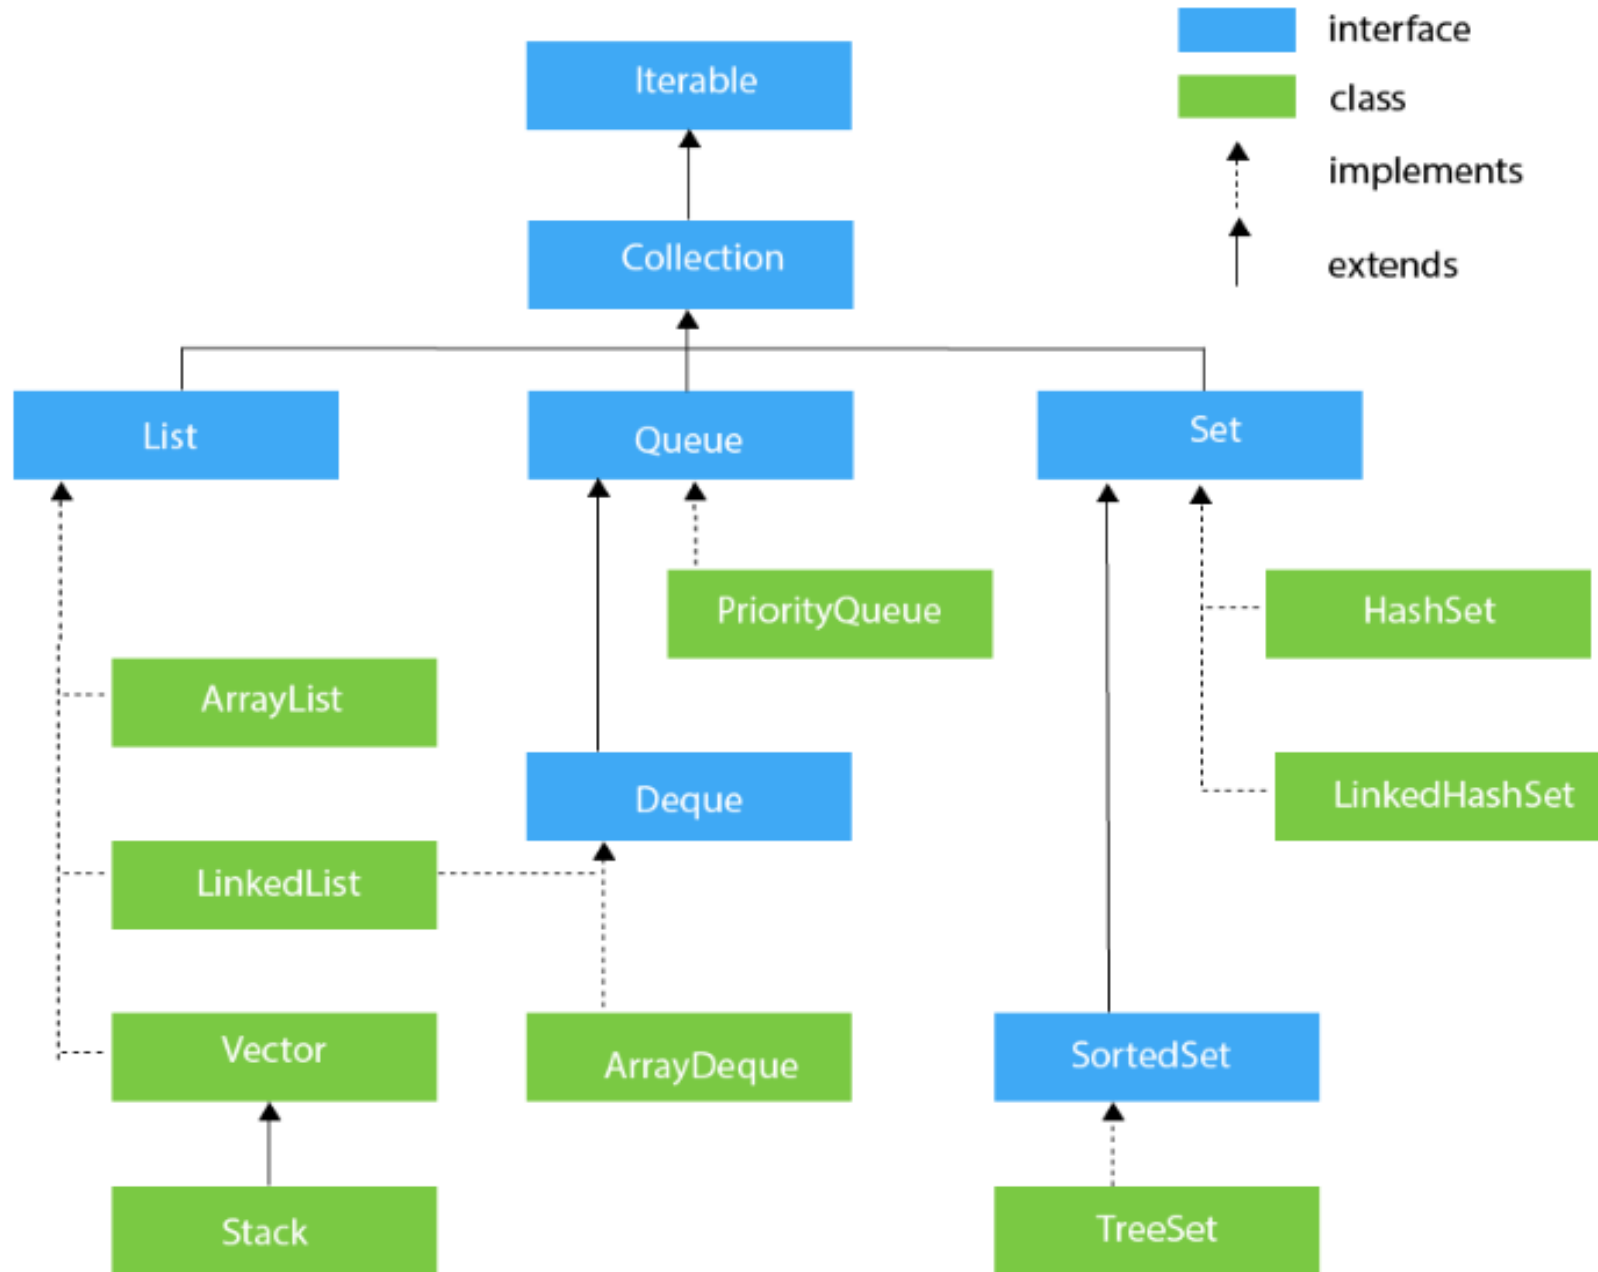 interface
Iterable
class
implements
Collection
extends
List
Queue
Set
PriorityQueue
HashSet
ArrayList
Deque
LinkedHashSet
LinkedList
Vector
ArrayDeque
SortedSet
Stack
TreeSet